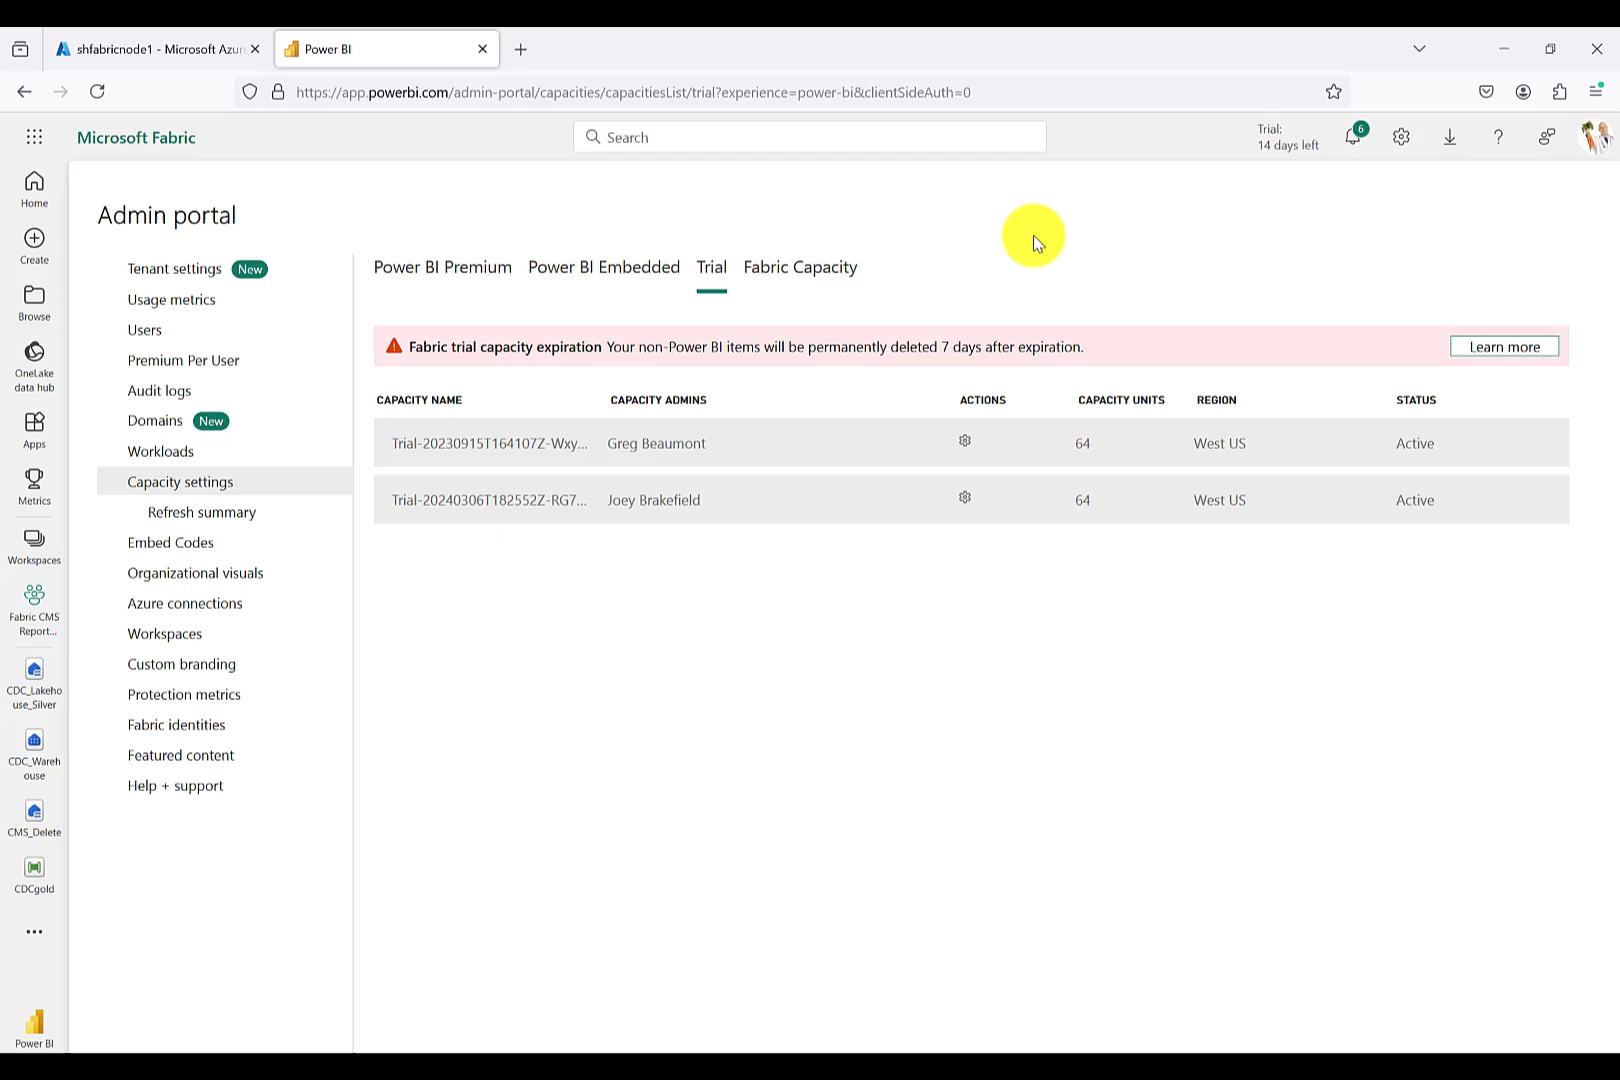 shfabricnode1 - Microsoft Azur
Power BI
https://app.powerbi.com/admin-portal/capacities/capacitiesList/trial?experience=power-bi&clientSideAuth=0
Microsoft Fabric
Search
Trial:
14 days left
6
Home
Create
Browse
OneLake
data hub
Apps
Metrics
Workspaces
Fabric CMS
Report...
CDC_Lakeho
use_Silver
CDC_Wareh
ouse
CMS_Delete
CDCgold
Power BI
Admin portal
Tenant settings New
Usage metrics
Users
Premium Per User
Audit logs
Domains New
Workloads
Capacity settings
Refresh summary
Embed Codes
Organizational visuals
Azure connections
Workspaces
Custom branding
Protection metrics
Fabric identities
Featured content
Help + support
Power BI Premium Power BI Embedded Trial Fabric Capacity
Fabric trial capacity expiration Your non-Power BI items will be permanently deleted 7 days after expiration. Learn more
CAPACITY NAME CAPACITY ADMINS ACTIONS CAPACITY UNITS REGION STATUS
Trial-20230915T164107Z-Wxy... Greg Beaumont 64 West US Active
Trial-20240306T182552Z-RG7... Joey Brakefield 64 West US Active